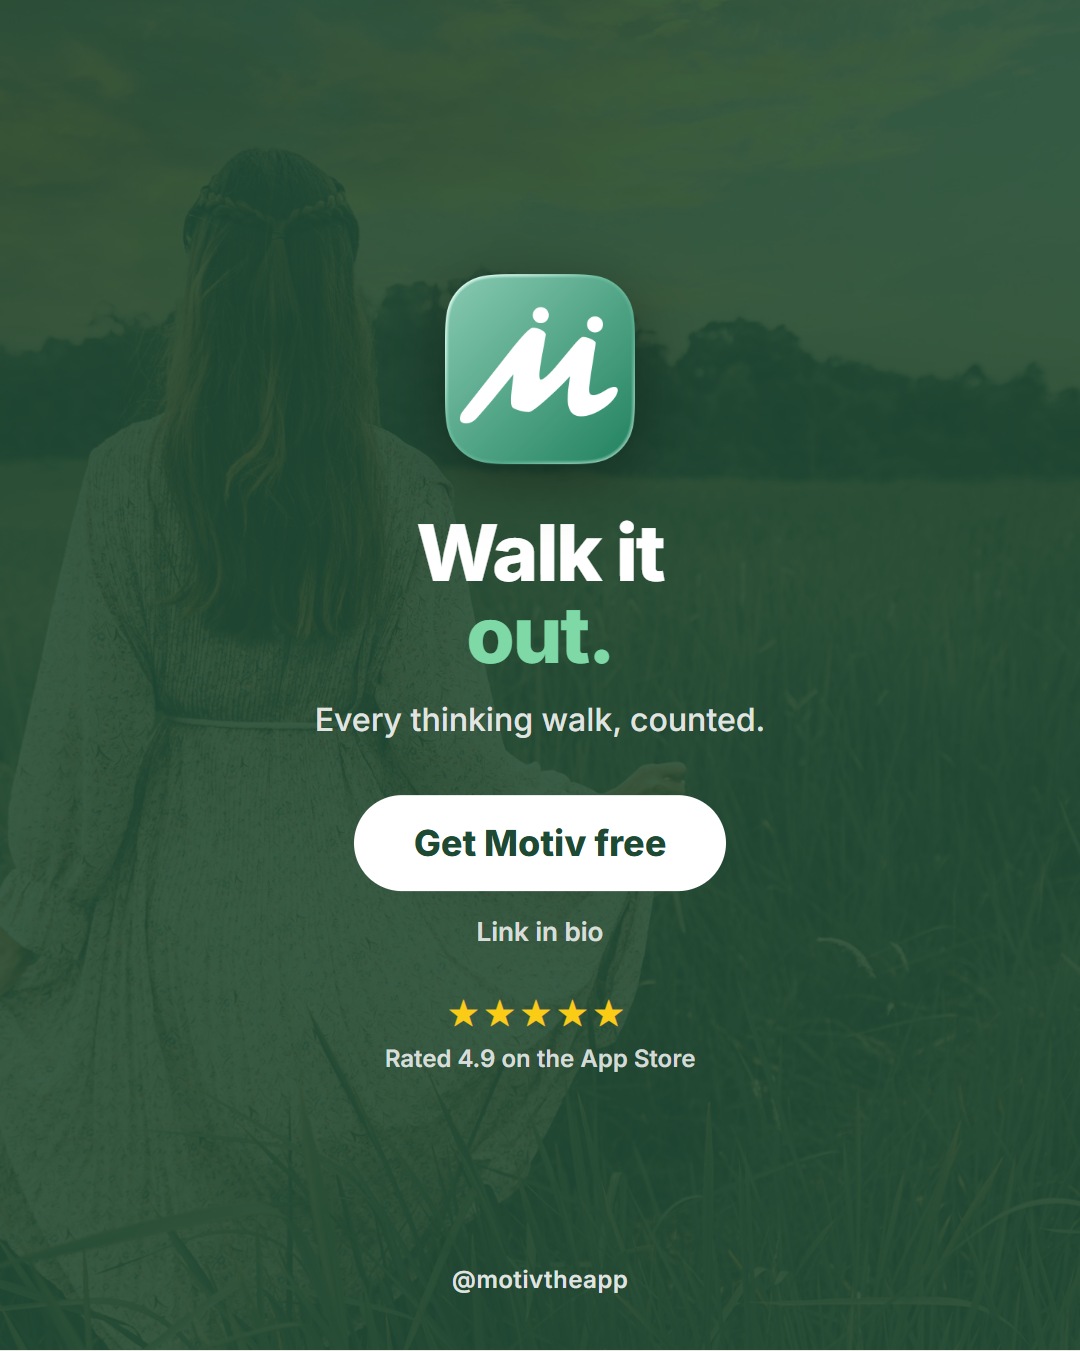 Walk it
out.
Every thinking walk, counted.
Get Motiv free
Link in bio
★★★★★
Rated 4.9 on the App Store
@motivtheapp